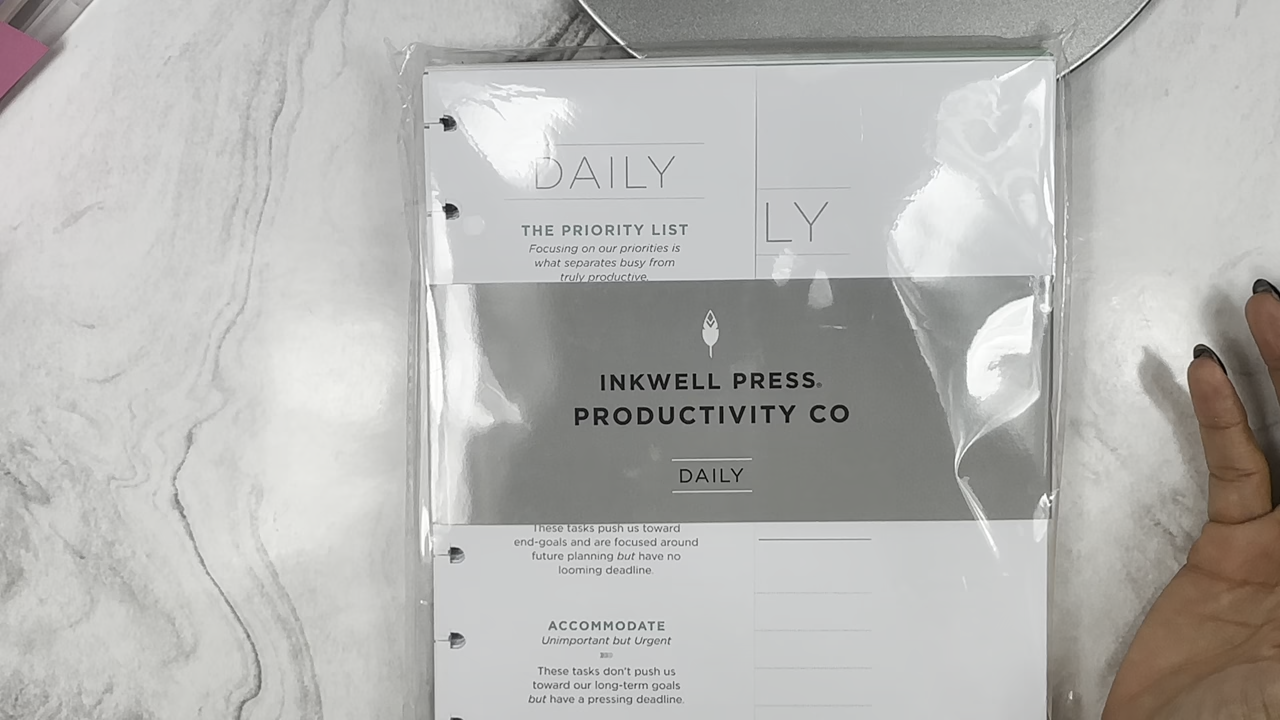 DAILY
LY
THE PRIORITY LIST
Focusing on our priorities is
what separates busy from
truly productive.
INKWELL PRESS®
PRODUCTIVITY CO
DAILY
These tasks push us toward
end-goals and are focused around
future planning but have no
looming deadline.
ACCOMMODATE
Unimportant but Urgent
These tasks don't push us
toward our long-term goals
but have a pressing deadline.